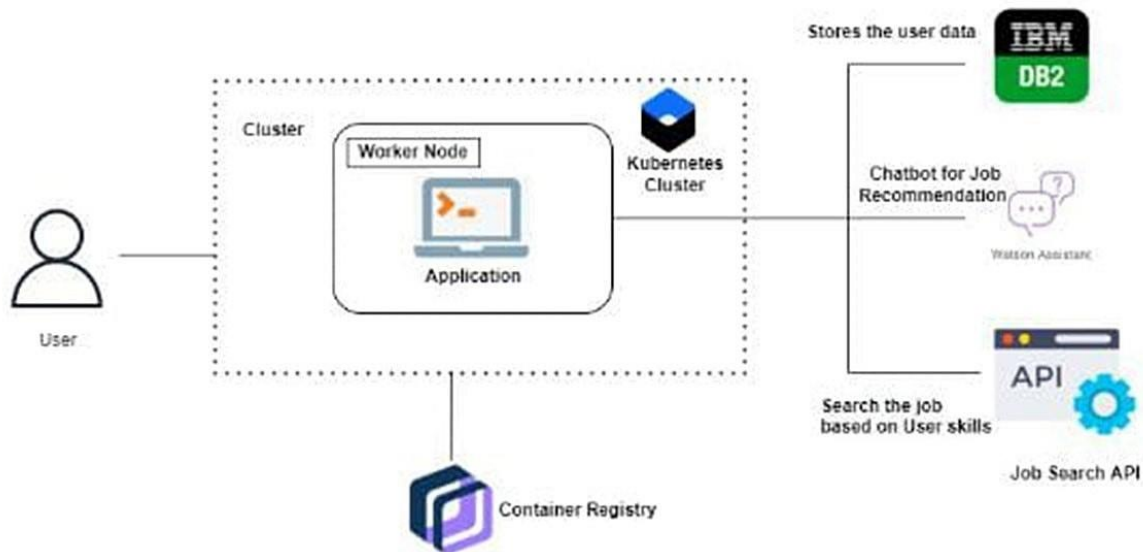 Stores the user data
IBM
DB2
Cluster
Worker Node
Kubernetes
Cluster
Chatbot for Job
Recommendation
Application
Watson Assistant
User
API
Search the job
based on User skills
Job Search API
Container Registry